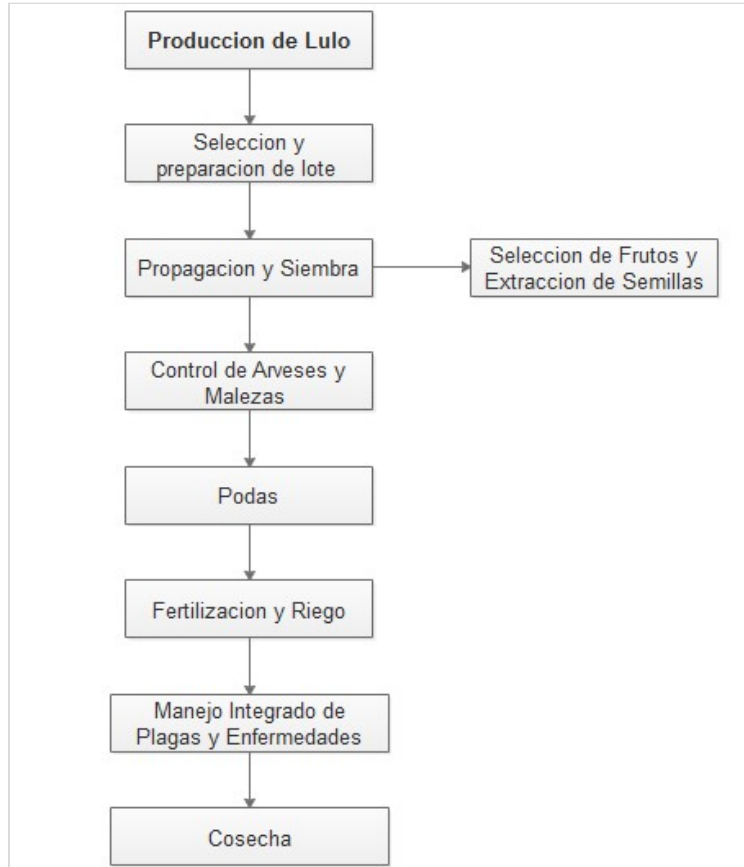 Produccion de Lulo
Seleccion y
preparacion de lote
Propagacion y Siembra
Seleccion de Frutos y
Extraccion de Semillas
Control de Arveses y
Malezas
Podas
Fertilizacion y Riego
Manejo Integrado de
Plagas y Enfermedades
Cosecha